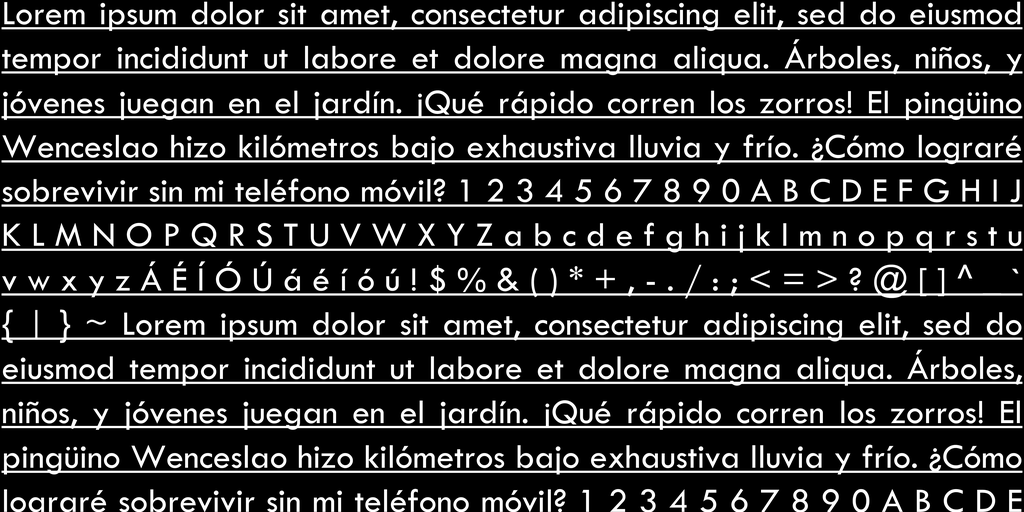 Lorem ipsum dolor sit amet, consectetur adipiscing elit, sed do eiusmod
tempor incididunt ut labore et dolore magna aliqua. Árboles, niños, y
jóvenes juegan en el jardín. ¡Qué rápido corren los zorros! El pingüino
Wenceslao hizo kilómetros bajo exhaustiva lluvia y frío. ¿Cómo lograré
sobrevivir sin mi teléfono móvil? 1 2 3 4 5 6 7 8 9 0 A B C D E F G H I J
K L M N O P Q R S T U V W X Y Z a b c d e f g h i j k l m n o p q r s t u
v w x y z Á É Í Ó Ú á é í ó ú ! $ % & ( ) * + , - . / : ; < = > ? @ [ ] ^ _ `
{ | } ~ Lorem ipsum dolor sit amet, consectetur adipiscing elit, sed do
eiusmod tempor incididunt ut labore et dolore magna aliqua. Árboles,
niños, y jóvenes juegan en el jardín. ¡Qué rápido corren los zorros! El
pingüino Wenceslao hizo kilómetros bajo exhaustiva lluvia y frío. ¿Cómo
lograré sobrevivir sin mi teléfono móvil? 1 2 3 4 5 6 7 8 9 0 A B C D E